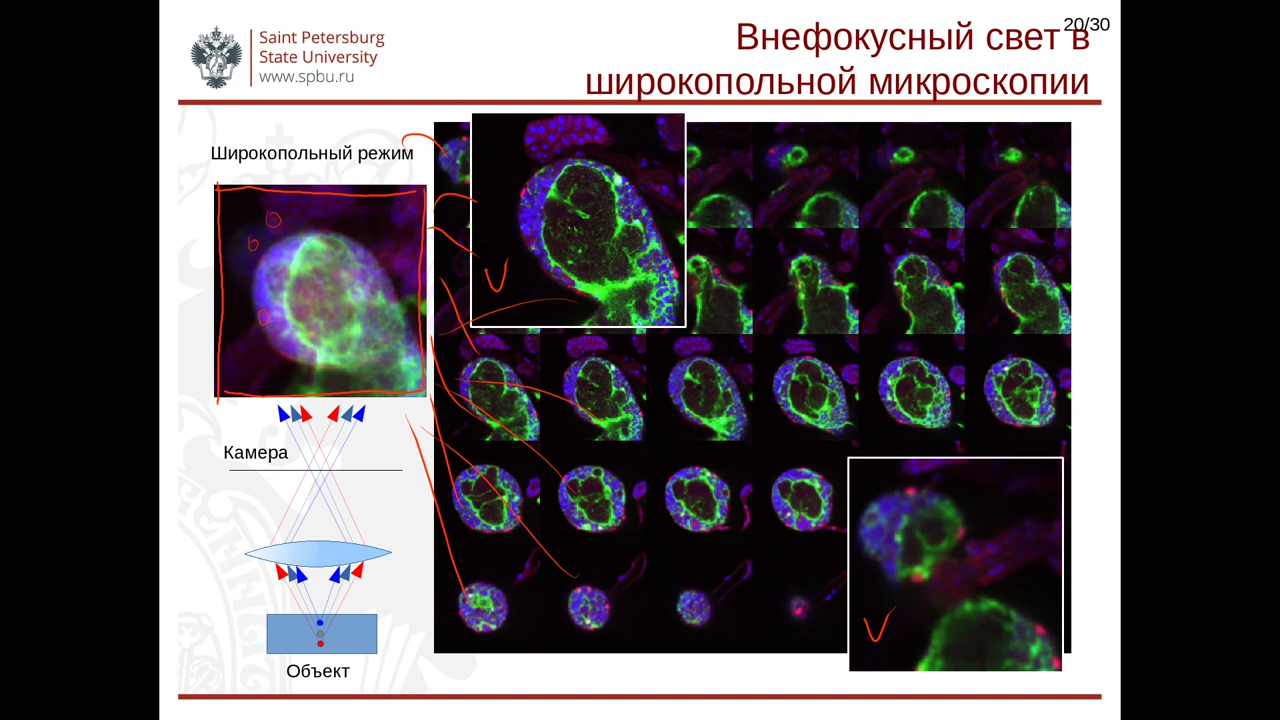 Saint Petersburg
State University
www.spbu.ru
20/30
Внефокусный свет в
широкопольной микроскопии
Широкопольный режим
Камера
Объект